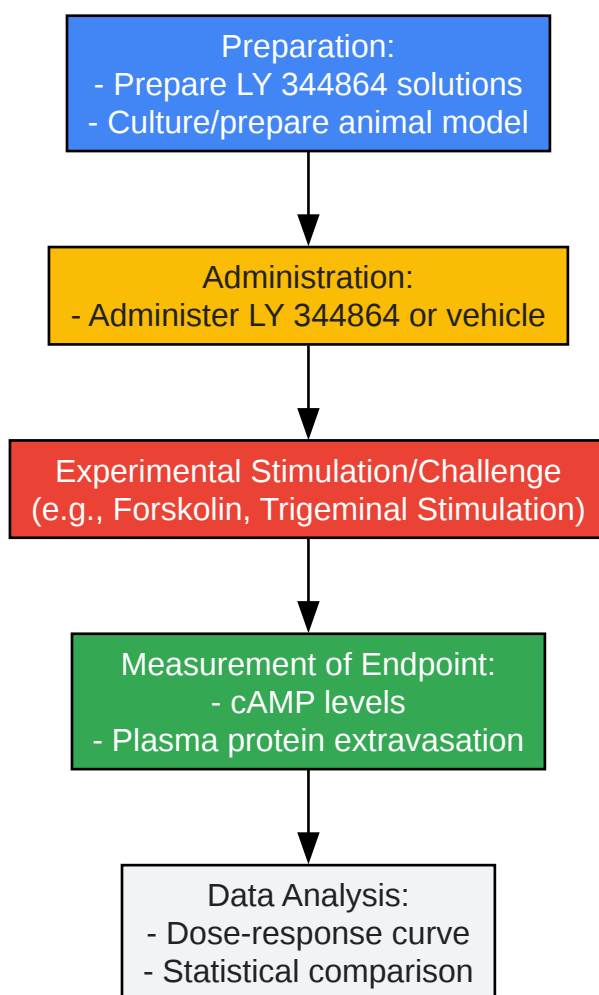 Preparation:
- Prepare LY 344864 solutions
- Culture/prepare animal model
Administration:
- Administer LY 344864 or vehicle
Experimental Stimulation/Challenge
(e.g., Forskolin, Trigeminal Stimulation)
Measurement of Endpoint:
- cAMP levels
- Plasma protein extravasation
Data Analysis:
- Dose-response curve
- Statistical comparison